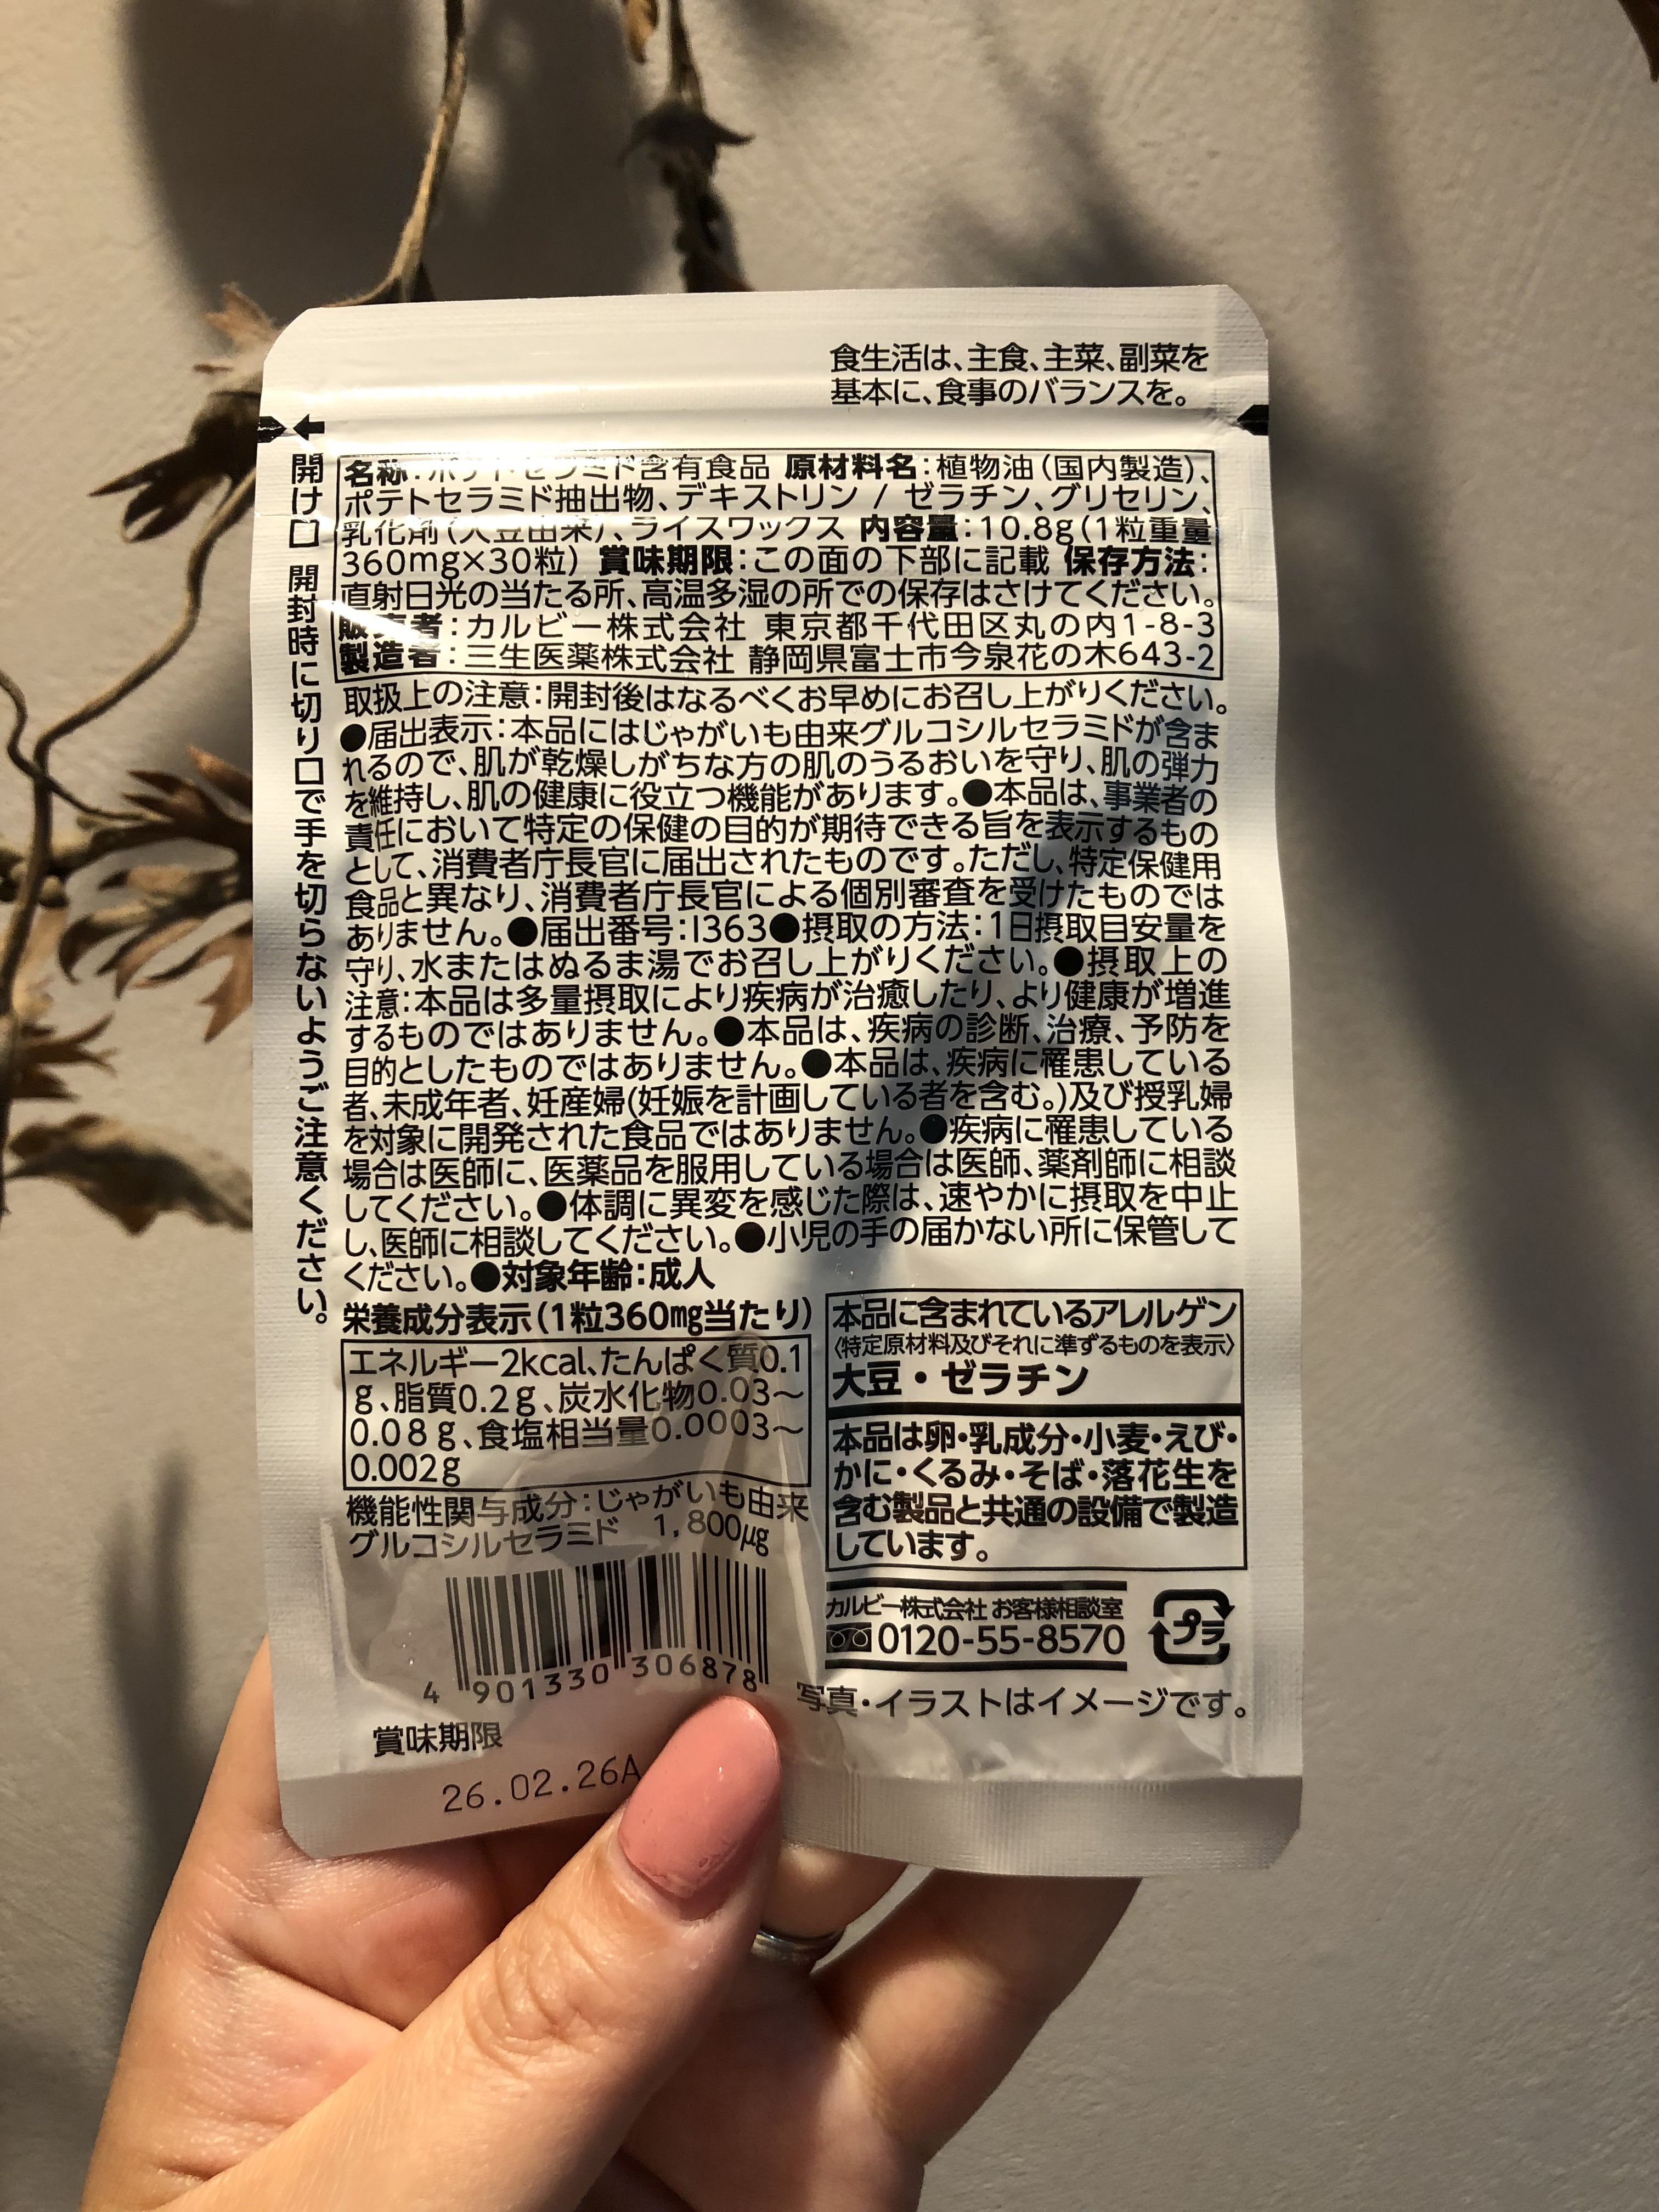 食生活は、主食、主菜、副菜を
基本に、食事のバランスを。
開け口 開封時に切り口で手を切らないようご注意ください。
名称:ポテトセラミド含有食品 原材料名:植物油(国内製造)、
ポテトセラミド抽出物、デキストリン / ゼラチン、グリセリン、
乳化剤(大豆由来)、ライスワックス 内容量:10.8g(1粒重量
360mg×30粒) 賞味期限:この面の下部に記載 保存方法:
直射日光の当たる所、高温多湿の所での保存はさけてください。
販売者:カルビー株式会社 東京都千代田区丸の内1-8-3
製造者:三生医薬株式会社 静岡県富士市今泉花の木643-2
取扱上の注意:開封後はなるべくお早めにお召し上がりください。
●届出表示:本品にはじゃがいも由来グルコシルセラミドが含ま
れるので、肌が乾燥しがちな方の肌のうるおいを守り、肌の弾力
を維持し、肌の健康に役立つ機能があります。●本品は、事業者の
責任において特定の保健の目的が期待できる旨を表示するもの
として、消費者庁長官に届出されたものです。ただし、特定保健用
食品と異なり、消費者庁長官による個別審査を受けたものでは
ありません。●届出番号:I363●摂取の方法:1日摂取目安量を
守り、水またはぬるま湯でお召し上がりください。●摂取上の
注意:本品は多量摂取により疾病が治癒したり、より健康が増進
するものではありません。●本品は、疾病の診断、治療、予防を
目的としたものではありません。●本品は、疾病に罹患している
者、未成年者、妊産婦(妊娠を計画している者を含む。)及び授乳婦
を対象に開発された食品ではありません。●疾病に罹患している
場合は医師に、医薬品を服用している場合は医師、薬剤師に相談
してください。●体調に異変を感じた際は、速やかに摂取を中止
し、医師に相談してください。●小児の手の届かない所に保管して
ください。●対象年齢:成人
栄養成分表示(1粒360mg当たり)
エネルギー2kcal、たんぱく質0.1
g、脂質0.2g、炭水化物0.03〜
0.08g、食塩相当量0.0003〜
0.002g
機能性関与成分:じゃがいも由来
グルコシルセラミド 1,800μg
本品に含まれているアレルゲン
〈特定原材料及びそれに準ずるものを表示〉
大豆・ゼラチン
本品は卵・乳成分・小麦・えび・
かに・くるみ・そば・落花生を
含む製品と共通の設備で製造
しています。
カルビー株式会社 お客様相談室
0120-55-8570
プラ
写真・イラストはイメージです。
4 901330 306878
賞味期限
26.02.26A